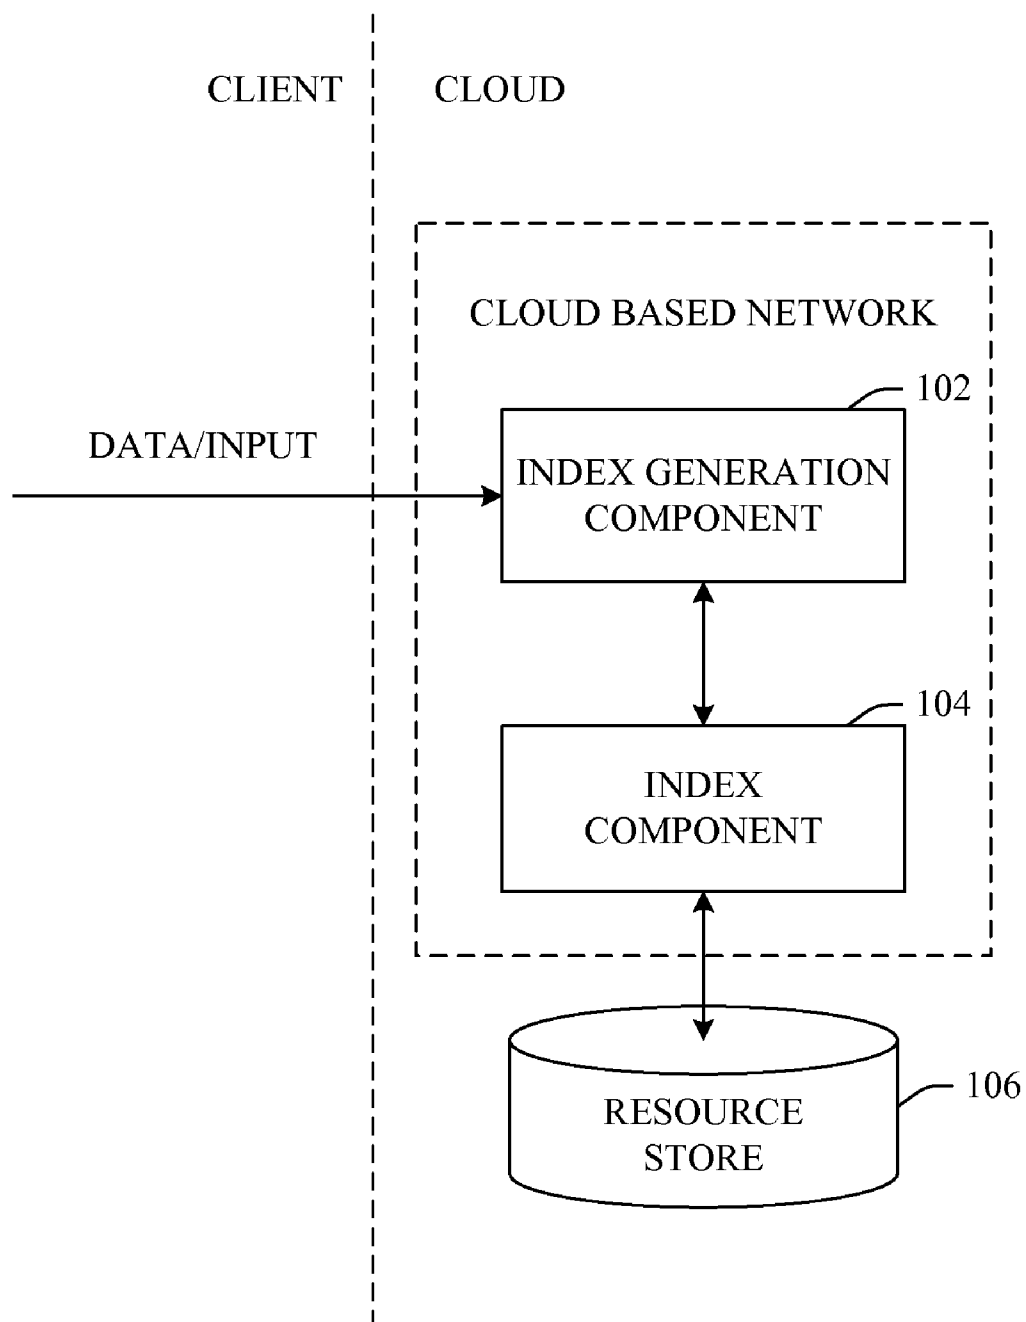 CLIENT
CLOUD
CLOUD BASED NETWORK
102
DATA/INPUT
INDEX GENERATION
COMPONENT
104
INDEX
COMPONENT
106
RESOURCE
STORE